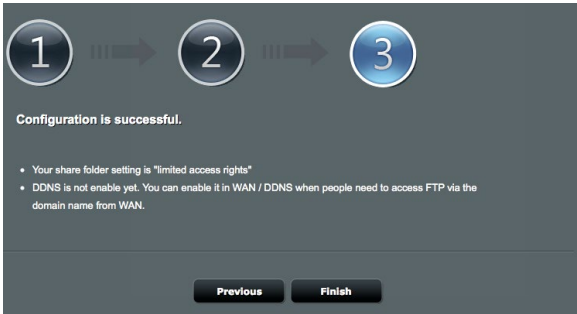 1 2 3
Configuration is successful.
Your share folder setting is "limited access rights"
DDNS is not enable yet. You can enable it in WAN / DDNS when people need to access FTP via the
domain name from WAN.
Previous Finish